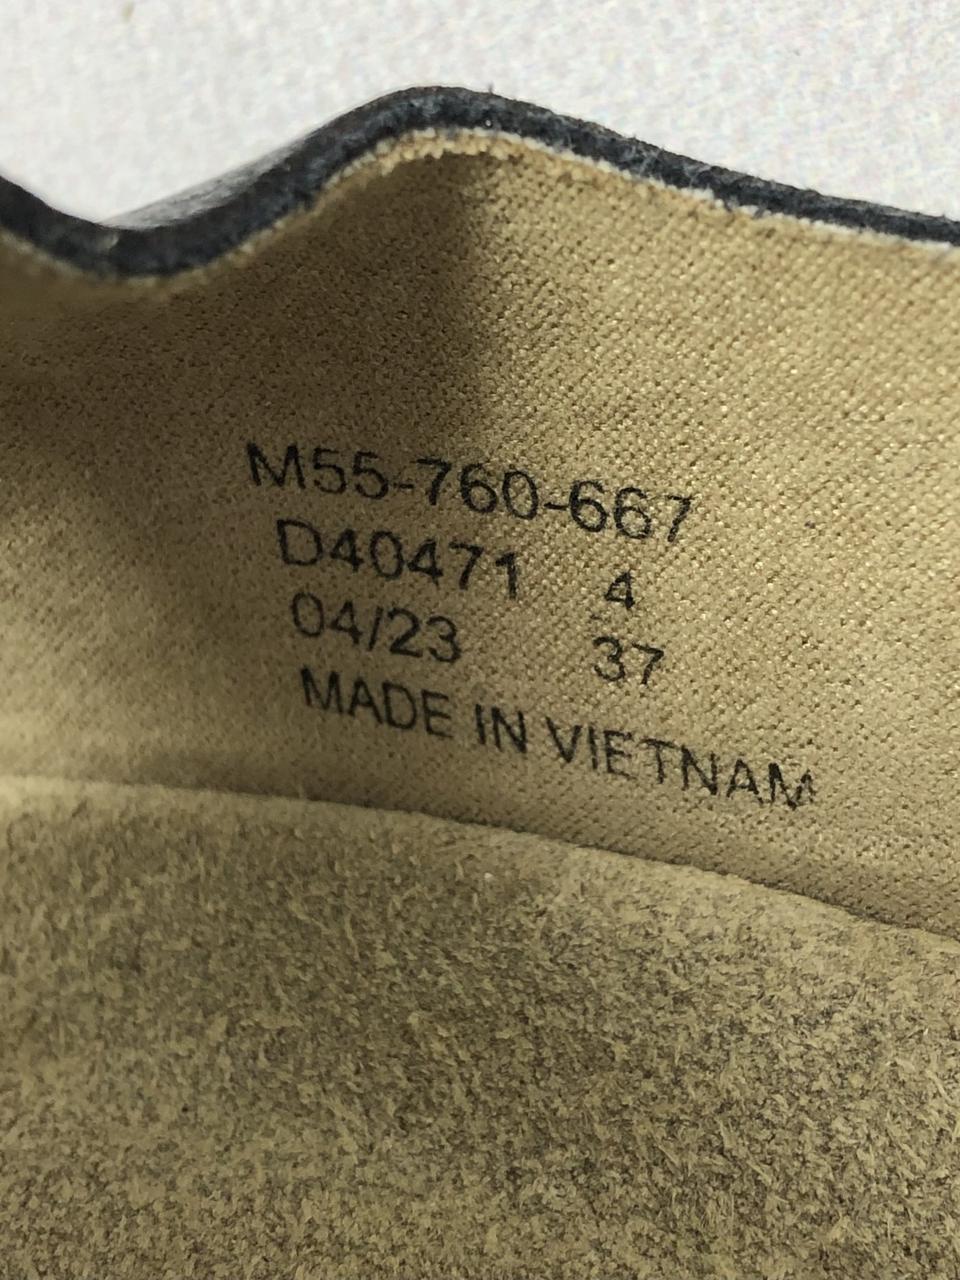 M55-760-667
D40471 4
04/23 37
MADE IN VIETNAM